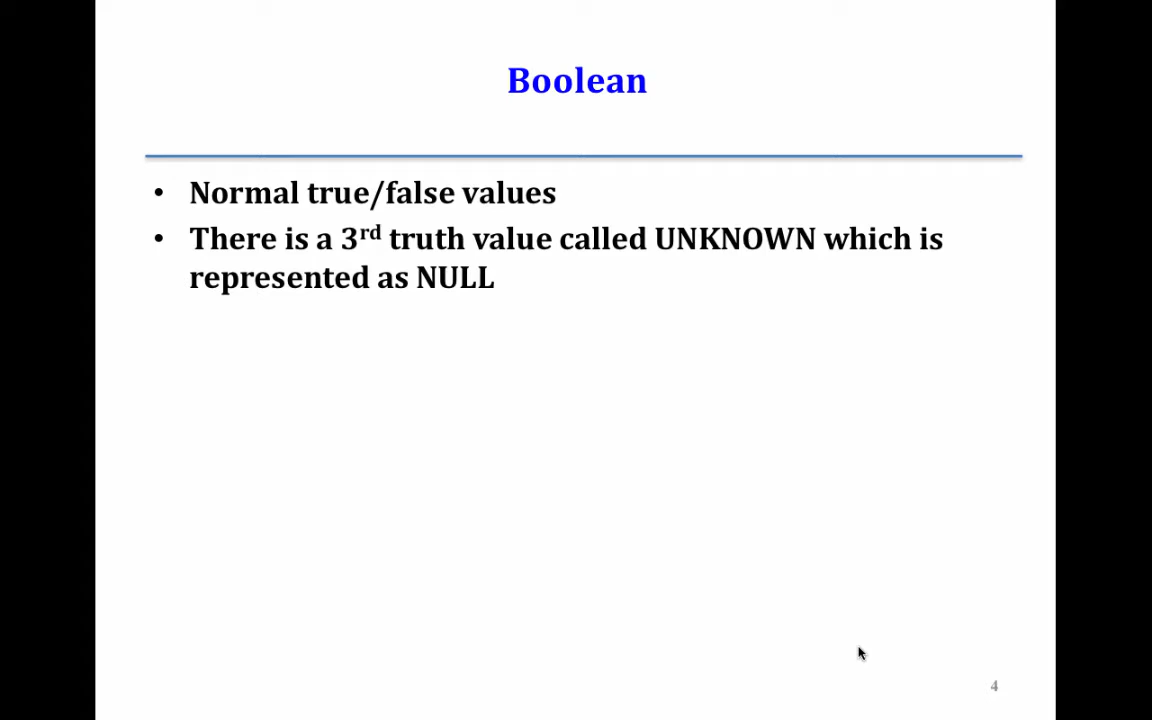 Boolean
• Normal true/false values
• There is a 3rd truth value called UNKNOWN which is
represented as NULL
4